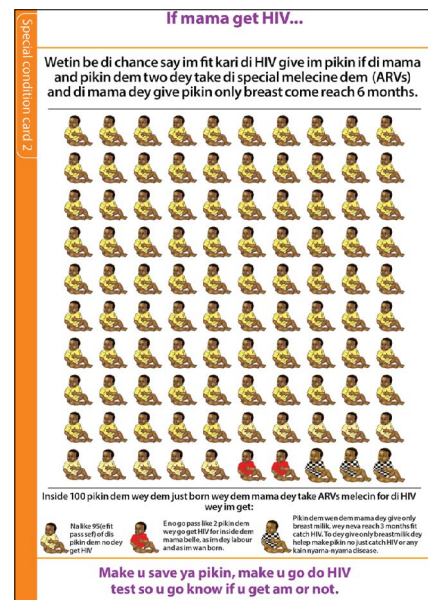 Special condition card 2
If mama get HIV...
Wetin be di chance say im fit kari di HIV give im pikin if di mama
and pikin dem two dey take di special melecine dem (ARVs)
and di mama dey give pikin only breast come reach 6 months.
Inside 100 pikin dem wey dem just born wey dem mama dey take ARVs melecin for di HIV
wey im get:
Na like 95(e fit
pass sef) of dis
pikin dem no dey
get HIV
E no go pass like 2 pikin dem
wey go get HIV for inside dem
mama belle, as im dey labour
and as im wan born.
Pikin dem wen dem mama dey give only
breast milik, wey neva reach 3 months fit
catch HIV. To dey give only breast milik dey
helep make pikin no just catch HIV or any
kain nyama-nyama disease.
Make u save ya pikin, make u go do HIV
test so u go know if u get am or not.